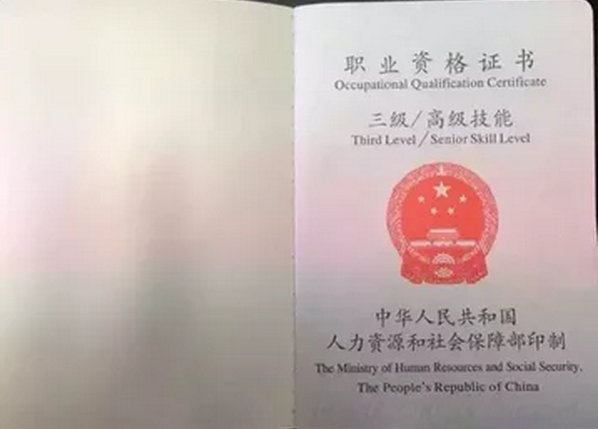 职业资格证书
Occupational Qualification Certificate
三级/高级技能
Third Level/Senior Skill Level
中华人民共和国
人力资源和社会保障部印制
The Ministry of Human Resources and Social Security,
The People's Republic of China